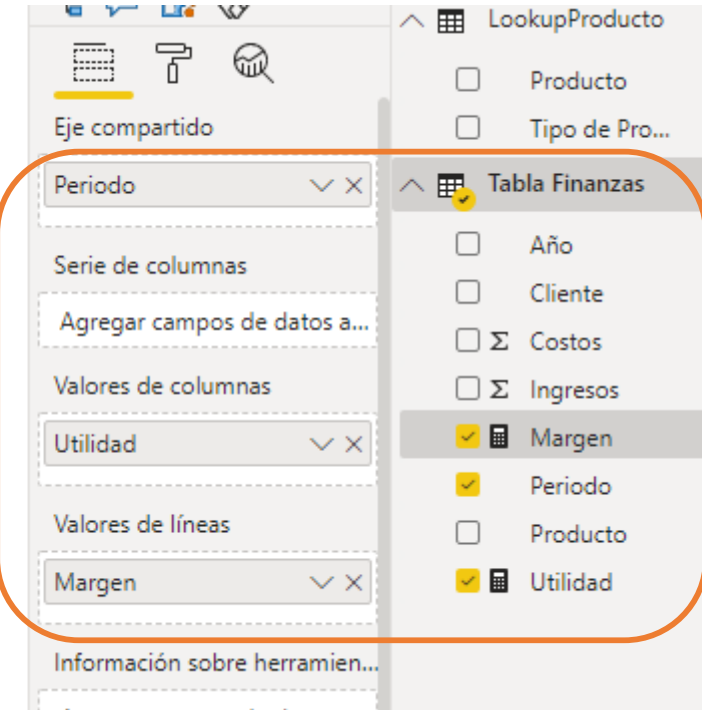 Eje compartido
Periodo
Serie de columnas
Agregar campos de datos a...
Valores de columnas
Utilidad
Valores de líneas
Margen
Información sobre herramien...
LookupProducto
Producto
Tipo de Pro...
Tabla Finanzas
Año
Cliente
Σ Costos
Σ Ingresos
Margen
Periodo
Producto
Utilidad